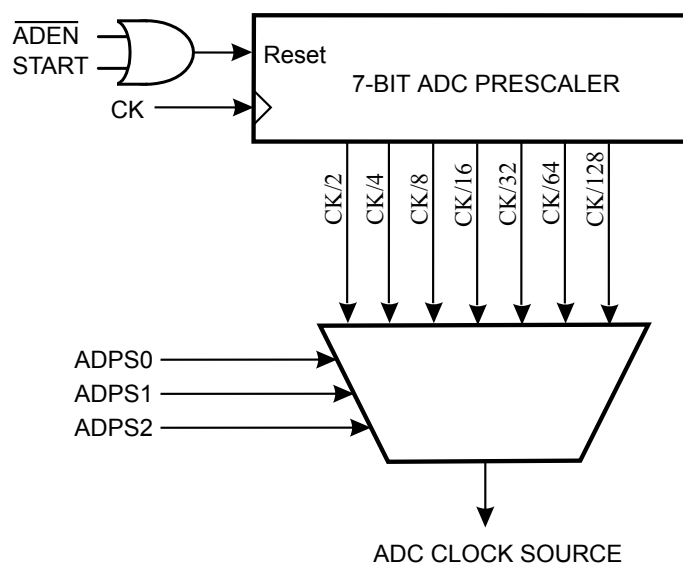 A̅D̅E̅N̅
START
Reset
7-BIT ADC PRESCALER
CK
CK/2
CK/4
CK/8
CK/16
CK/32
CK/64
CK/128
ADPS0
ADPS1
ADPS2
ADC CLOCK SOURCE